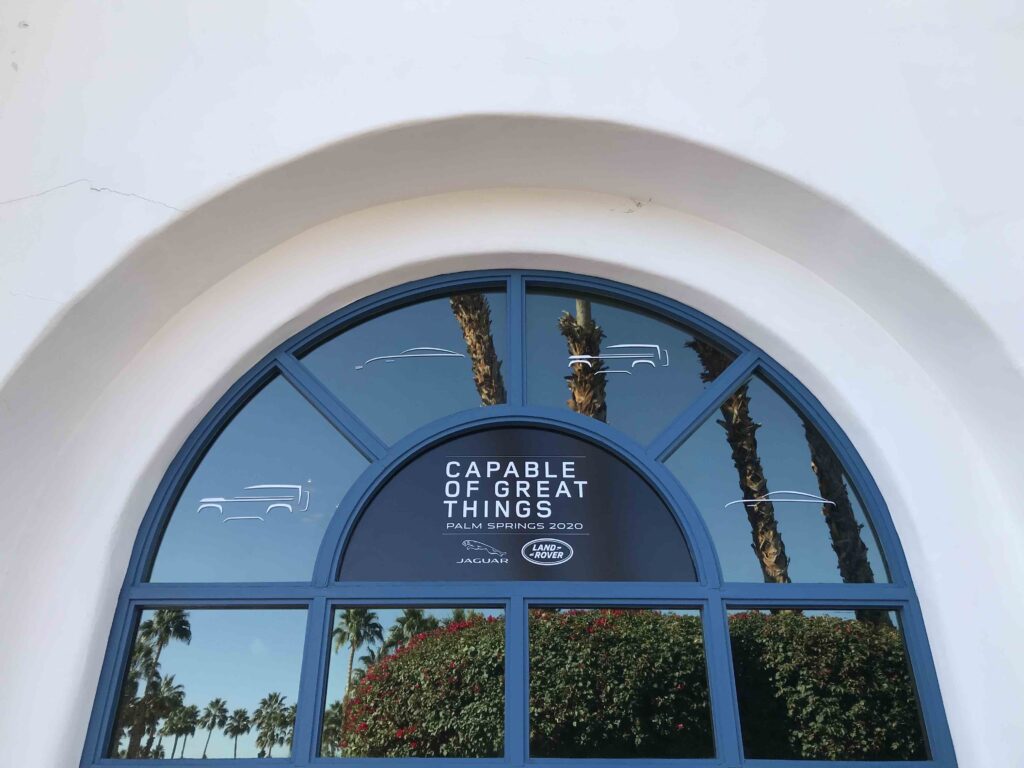 CAPABLE
OF GREAT
THINGS
PALM SPRINGS 2020
JAGUAR
LAND
ROVER